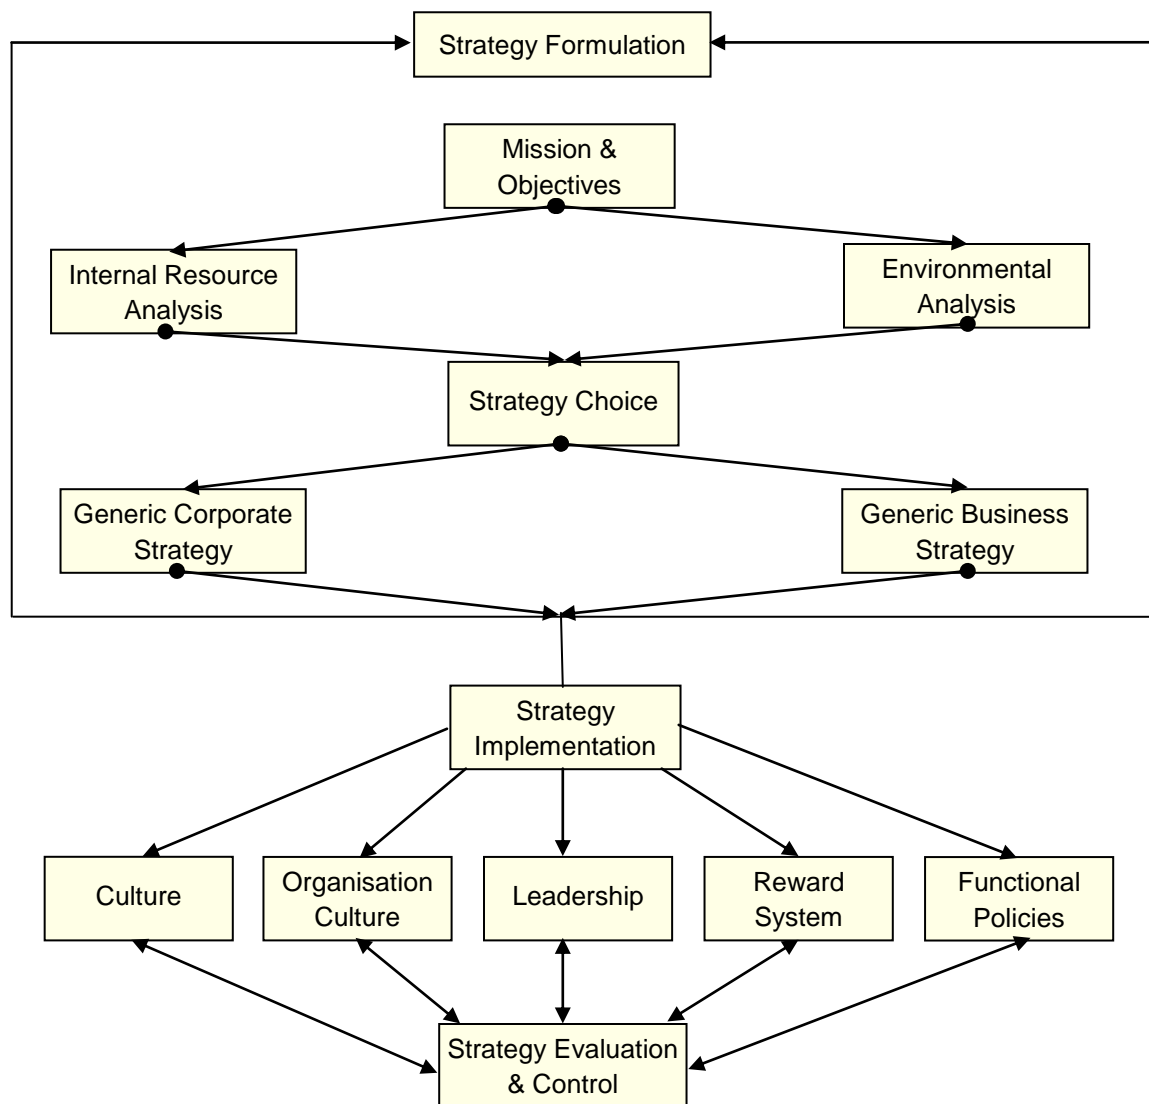 Strategy Formulation
Mission &
Objectives
Internal Resource
Analysis
Environmental
Analysis
Strategy Choice
Generic Corporate
Strategy
Generic Business
Strategy
Strategy
Implementation
Culture
Organisation
Culture
Leadership
Reward
System
Functional
Policies
Strategy Evaluation
& Control